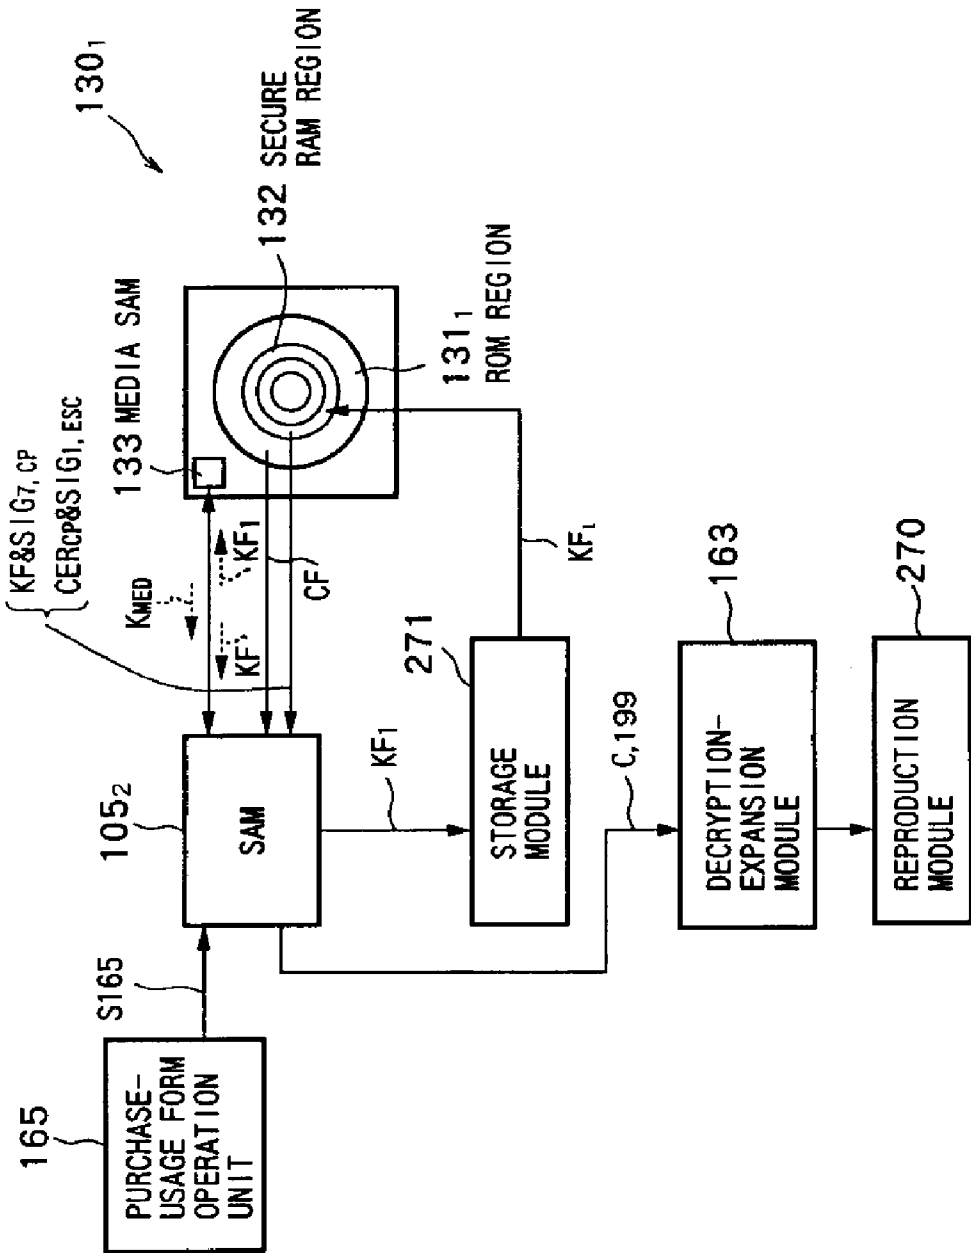 130₁
132 SECURE
RAM REGION
131₁
ROM REGION
133 MEDIA SAM
KF&SIG7, CP
CERCP&SIG1, ESC
KMED
KF₁
KF
CF
105₂
SAM
KF₁
271
STORAGE
MODULE
KF₁
S165
165
PURCHASE-
USAGE FORM
OPERATION
UNIT
C, 199
163
DECRYPTION-
EXPANSION
MODULE
270
REPRODUCTION
MODULE